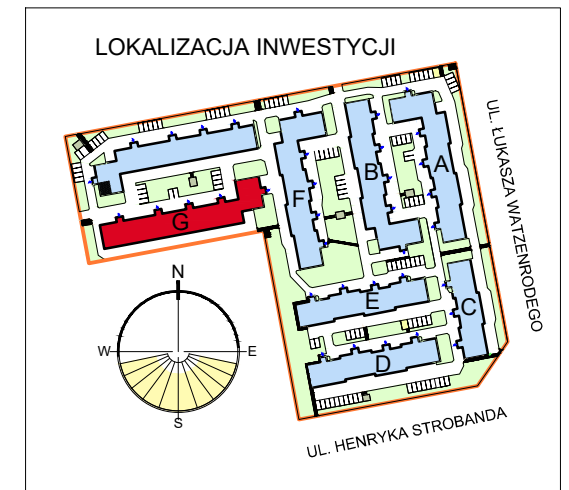 LOKALIZACJA INWESTYCJI
UL. ŁUKASZA WATZENRODEGO
A
B
F
G
N
E
C
W
E
D
S
UL. HENRYKA STROBANDA